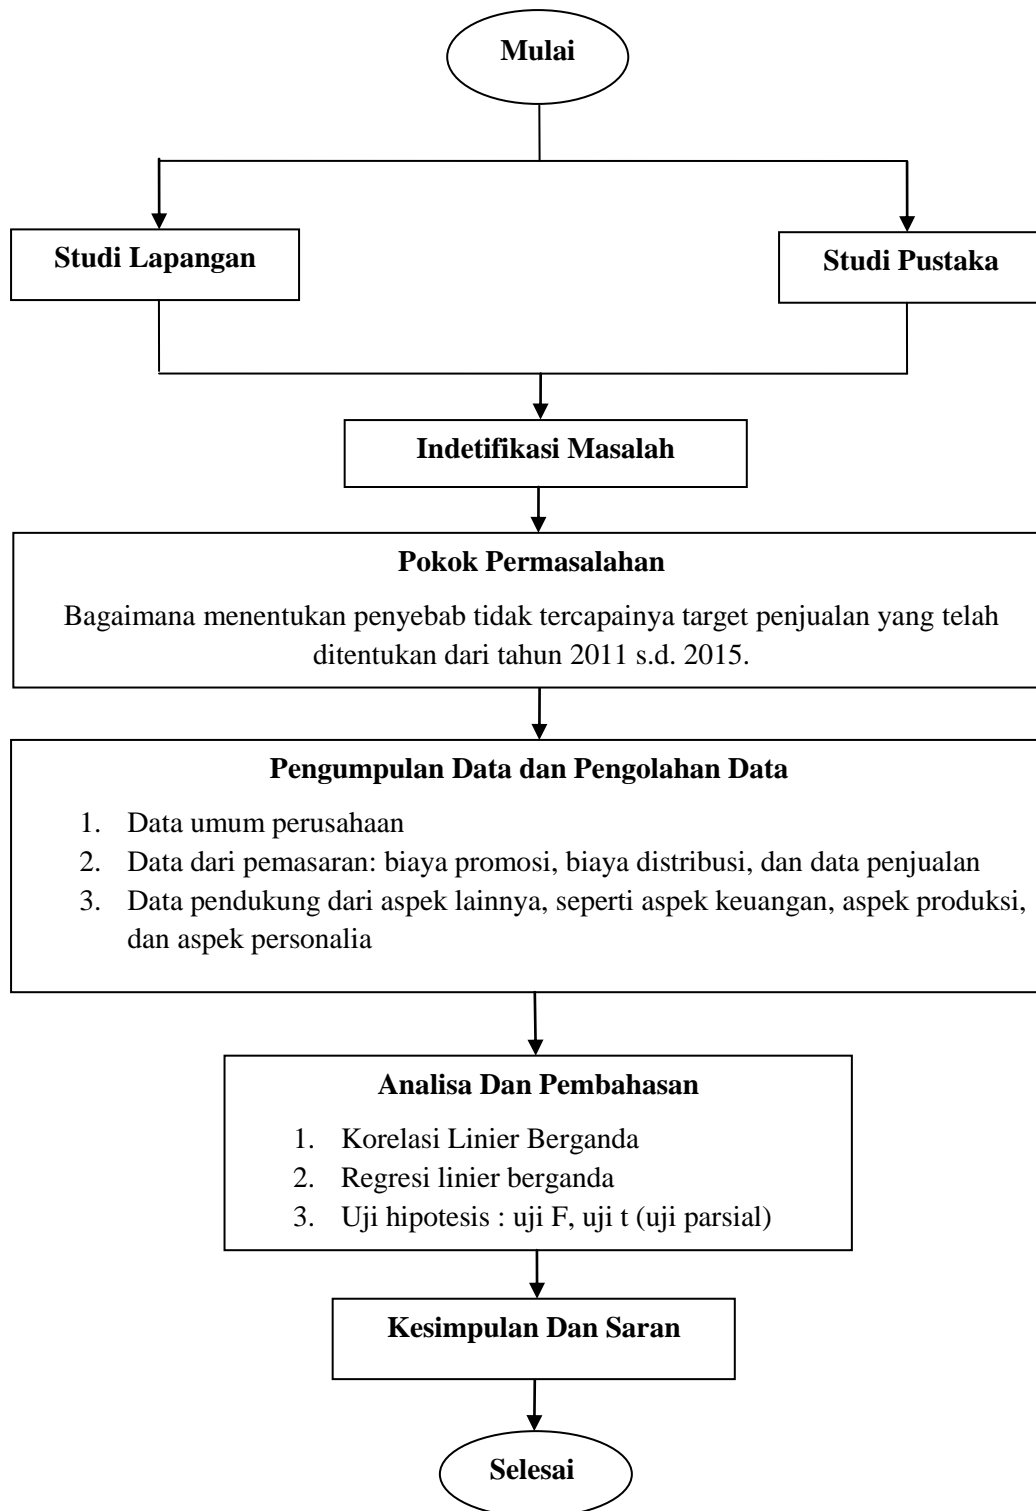 Mulai
Studi Lapangan
Studi Pustaka
Indetifikasi Masalah
Pokok Permasalahan
Bagaimana menentukan penyebab tidak tercapainya target penjualan yang telah
ditentukan dari tahun 2011 s.d. 2015.
Pengumpulan Data dan Pengolahan Data
1. Data umum perusahaan
2. Data dari pemasaran: biaya promosi, biaya distribusi, dan data penjualan
3. Data pendukung dari aspek lainnya, seperti aspek keuangan, aspek produksi,
dan aspek personalia
Analisa Dan Pembahasan
1. Korelasi Linier Berganda
2. Regresi linier berganda
3. Uji hipotesis : uji F, uji t (uji parsial)
Kesimpulan Dan Saran
Selesai